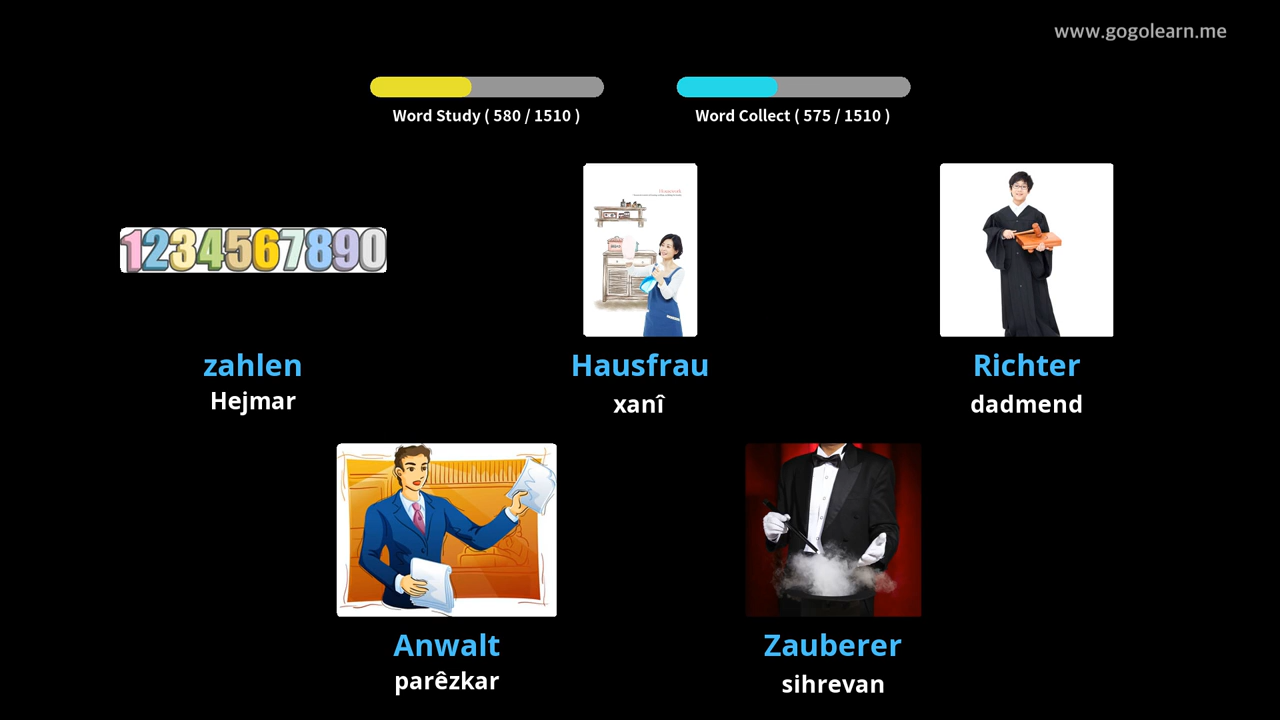 www.gogolearn.me
Word Study ( 580 / 1510 )
Word Collect ( 575 / 1510 )
1234567890
zahlen
Hejmar
Hausfrau
xanî
Richter
dadmend
Anwalt
parêzkar
Zauberer
sihrevan